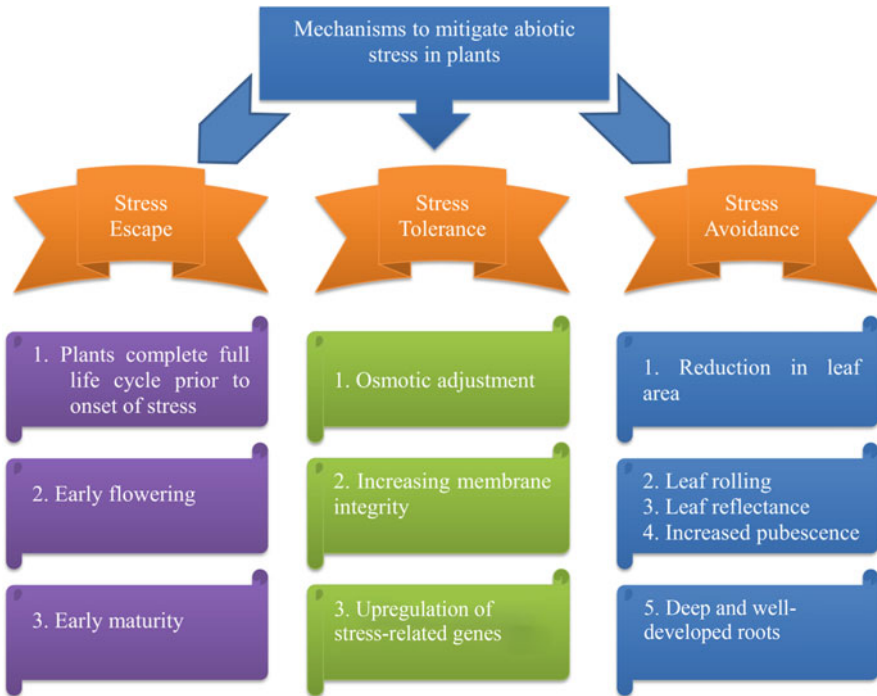 Mechanisms to mitigate abiotic
stress in plants
Stress
Escape
Stress
Tolerance
Stress
Avoidance
1. Plants complete full
life cycle prior to
onset of stress
2. Early flowering
3. Early maturity
1. Osmotic adjustment
2. Increasing membrane
integrity
3. Upregulation of
stress-related genes
1. Reduction in leaf
area
2. Leaf rolling
3. Leaf reflectance
4. Increased pubescence
5. Deep and well-
developed roots